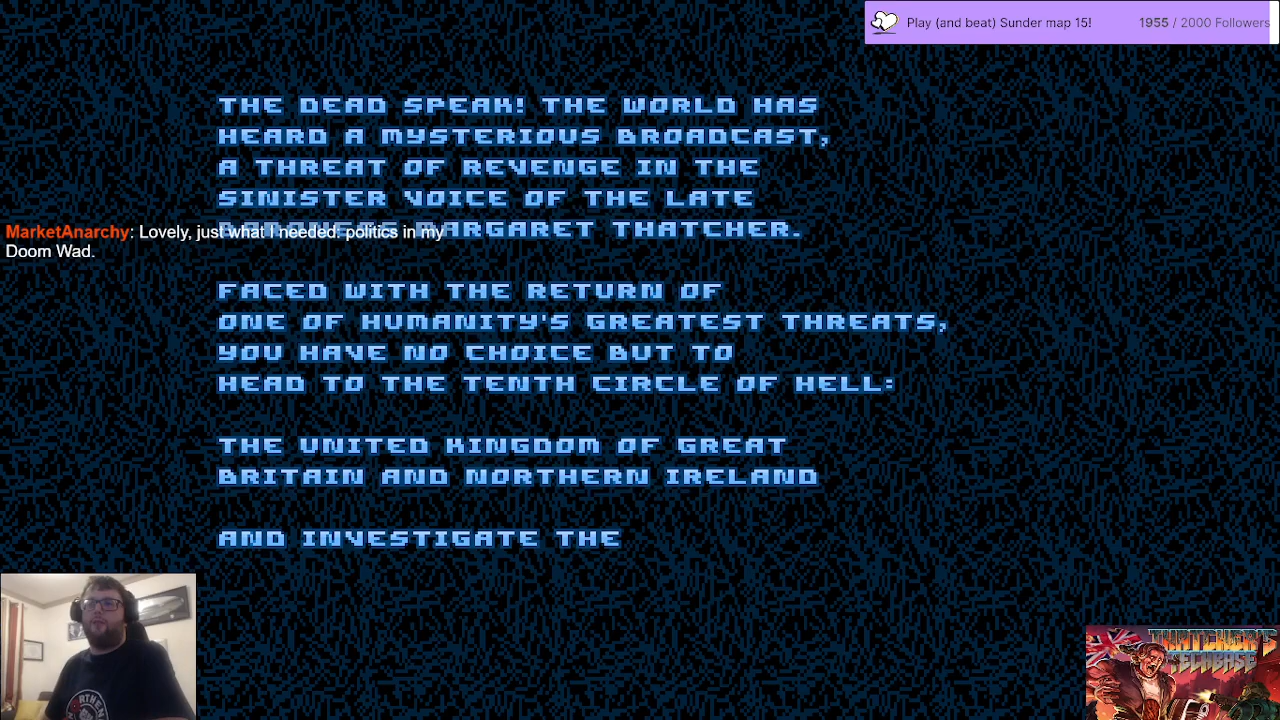 Play (and beat) Sunder map 15! 1955 / 2000 Followers
THE DEAD SPEAK! THE WORLD HAS
HEARD A MYSTERIOUS BROADCAST,
A THREAT OF REVENGE IN THE
SINISTER VOICE OF THE LATE
MARGARET THATCHER.
MarketAnarchy: Lovely, just what I needed: politics in my
Doom Wad.
FACED WITH THE RETURN OF
ONE OF HUMANITY'S GREATEST THREATS,
YOU HAVE NO CHOICE BUT TO
HEAD TO THE TENTH CIRCLE OF HELL:
THE UNITED KINGDOM OF GREAT
BRITAIN AND NORTHERN IRELAND
AND INVESTIGATE THE
THATCHER'S
TECHBASE